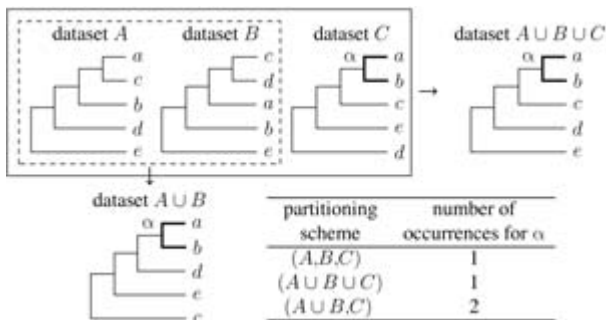 dataset A
dataset B
dataset C
dataset A ∪ B ∪ C
a
c
b
d
e
c
d
a
b
e
α
a
b
c
e
d
→
α
a
b
c
d
e
↓
dataset A ∪ B
α
a
b
d
e
c
partitioning scheme
number of occurrences for α
(A,B,C) 1
(A ∪ B ∪ C) 1
(A ∪ B,C) 2